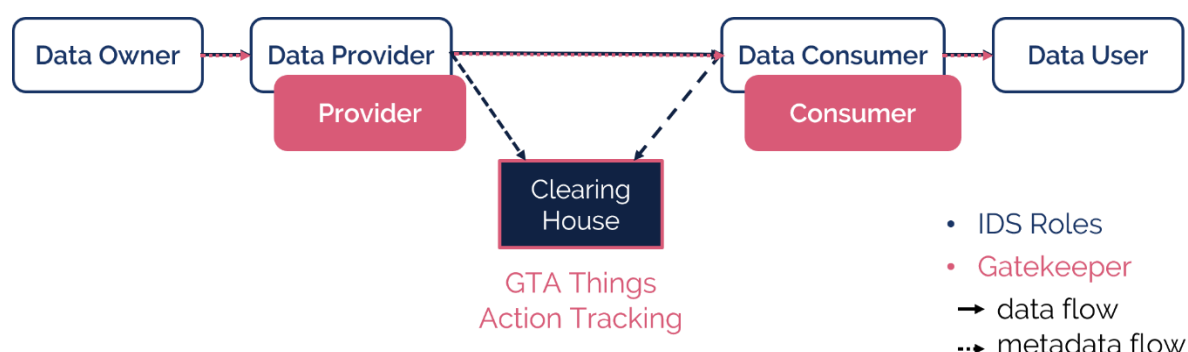 Data Owner
Data Provider
Data Consumer
Data User
Provider
Consumer
Clearing
House
GTA Things
Action Tracking
• IDS Roles
• Gatekeeper
data flow
metadata flow